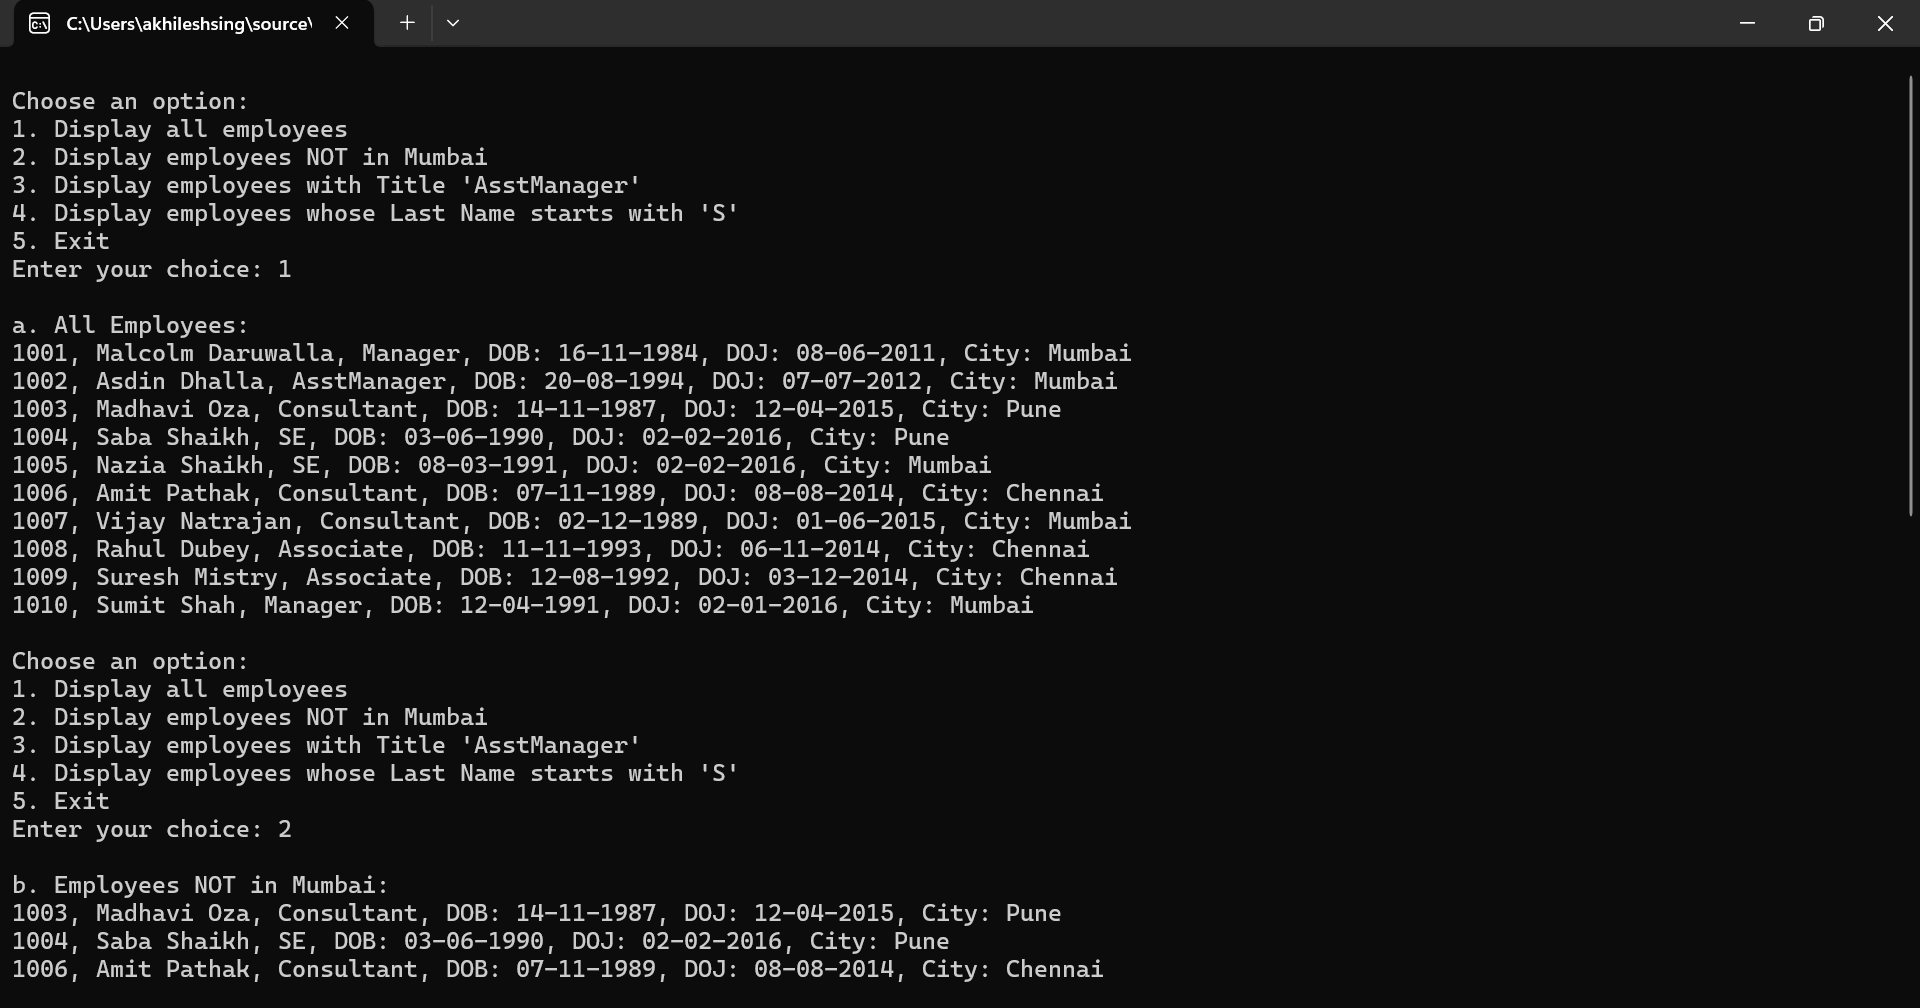 C:\Users\akhileshsing\source\
Choose an option:
1. Display all employees
2. Display employees NOT in Mumbai
3. Display employees with Title 'AsstManager'
4. Display employees whose Last Name starts with 'S'
5. Exit
Enter your choice: 1
a. All Employees:
1001, Malcolm Daruwalla, Manager, DOB: 16-11-1984, DOJ: 08-06-2011, City: Mumbai
1002, Asdin Dhalla, AsstManager, DOB: 20-08-1994, DOJ: 07-07-2012, City: Mumbai
1003, Madhavi Oza, Consultant, DOB: 14-11-1987, DOJ: 12-04-2015, City: Pune
1004, Saba Shaikh, SE, DOB: 03-06-1990, DOJ: 02-02-2016, City: Pune
1005, Nazia Shaikh, SE, DOB: 08-03-1991, DOJ: 02-02-2016, City: Mumbai
1006, Amit Pathak, Consultant, DOB: 07-11-1989, DOJ: 08-08-2014, City: Chennai
1007, Vijay Natrajan, Consultant, DOB: 02-12-1989, DOJ: 01-06-2015, City: Mumbai
1008, Rahul Dubey, Associate, DOB: 11-11-1993, DOJ: 06-11-2014, City: Chennai
1009, Suresh Mistry, Associate, DOB: 12-08-1992, DOJ: 03-12-2014, City: Chennai
1010, Sumit Shah, Manager, DOB: 12-04-1991, DOJ: 02-01-2016, City: Mumbai
Choose an option:
1. Display all employees
2. Display employees NOT in Mumbai
3. Display employees with Title 'AsstManager'
4. Display employees whose Last Name starts with 'S'
5. Exit
Enter your choice: 2
b. Employees NOT in Mumbai:
1003, Madhavi Oza, Consultant, DOB: 14-11-1987, DOJ: 12-04-2015, City: Pune
1004, Saba Shaikh, SE, DOB: 03-06-1990, DOJ: 02-02-2016, City: Pune
1006, Amit Pathak, Consultant, DOB: 07-11-1989, DOJ: 08-08-2014, City: Chennai